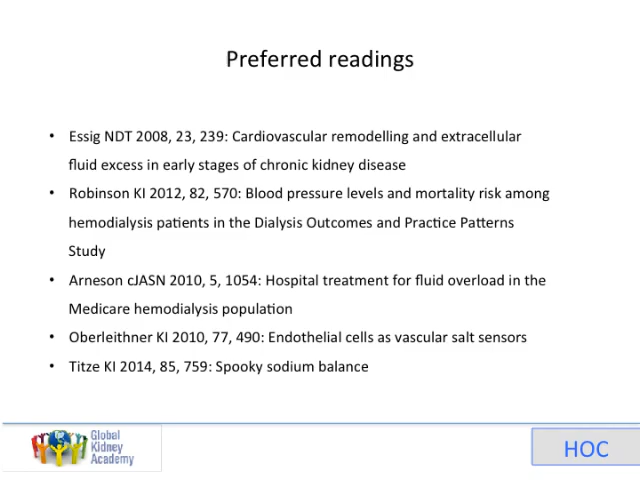 Preferred readings
• Essig NDT 2008, 23, 239: Cardiovascular remodelling and extracellular
fluid excess in early stages of chronic kidney disease
• Robinson KI 2012, 82, 570: Blood pressure levels and mortality risk among
hemodialysis patients in the Dialysis Outcomes and Practice Patterns
Study
• Arneson cJASN 2010, 5, 1054: Hospital treatment for fluid overload in the
Medicare hemodialysis population
• Oberleithner KI 2010, 77, 490: Endothelial cells as vascular salt sensors
• Titze KI 2014, 85, 759: Spooky sodium balance
Global
Kidney
Academy
HOC